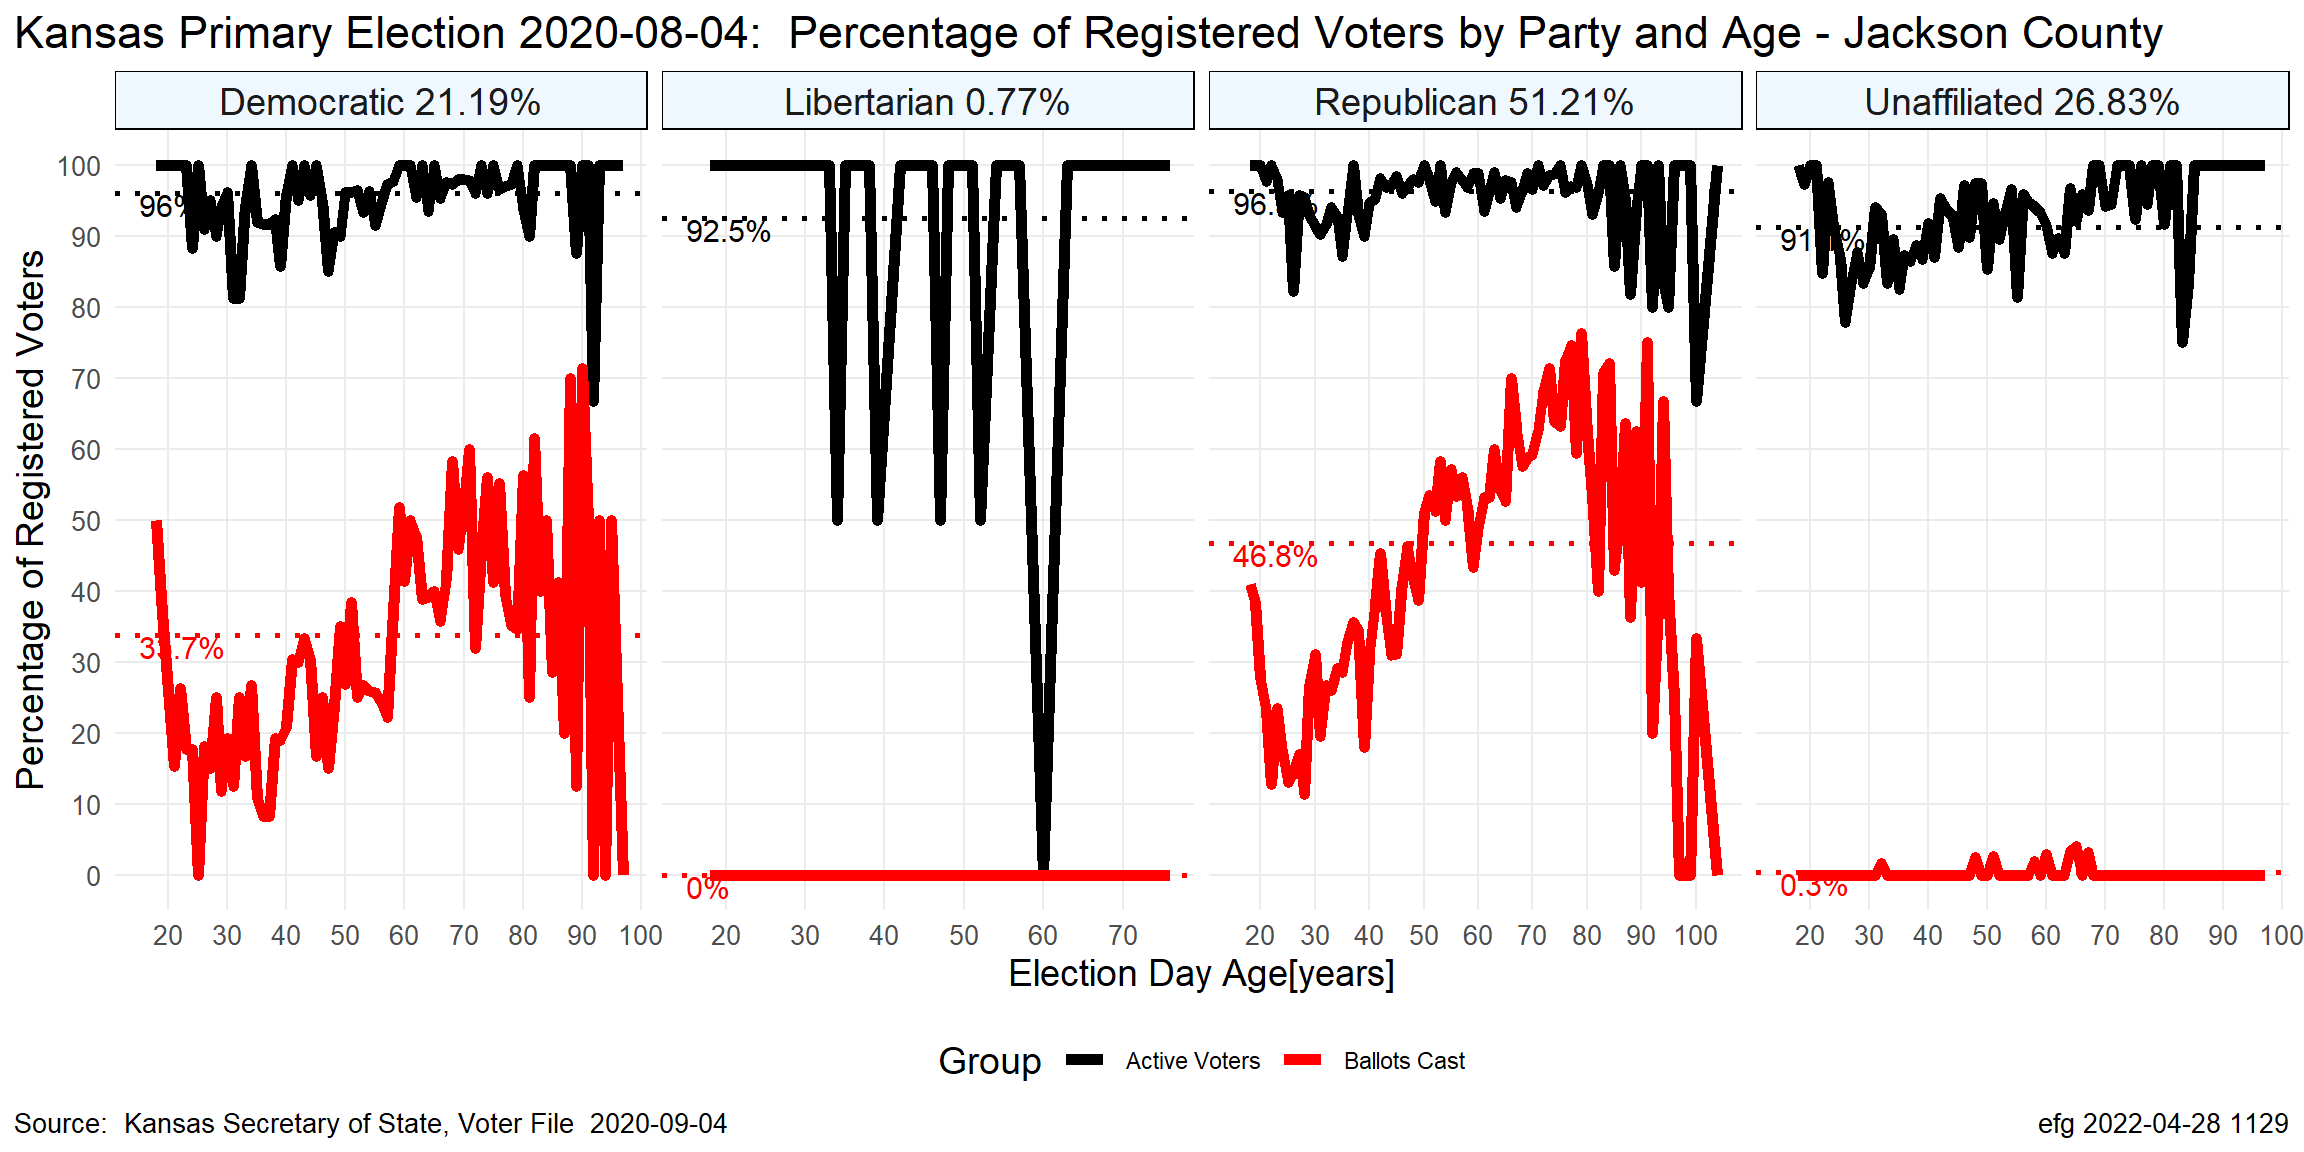 Kansas Primary Election 2020-08-04:  Percentage of Registered Voters by Party and Age - Jackson County
Democratic 21.19%
Libertarian 0.77%
Republican 51.21%
Unaffiliated 26.83%
Percentage of Registered Voters
100
90
80
70
60
50
40
30
20
10
0
96%
33.7%
92.5%
0%
46.8%
0.3%
20 30 40 50 60 70 80 90 100
20 30 40 50 60 70
20 30 40 50 60 70 80 90 100
20 30 40 50 60 70 80 90 100
Election Day Age[years]
Group Active Voters Ballots Cast
Source:  Kansas Secretary of State, Voter File  2020-09-04
efg 2022-04-28 1129